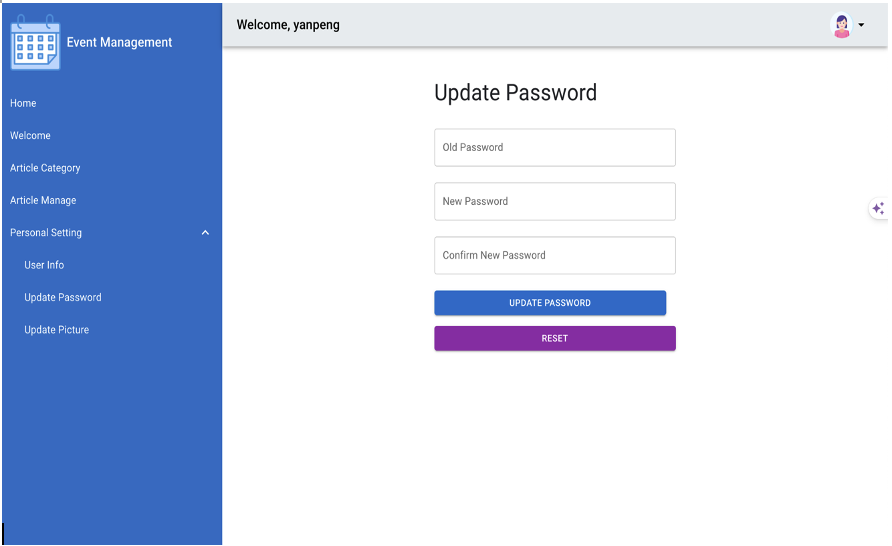 Event Management
Home
Welcome
Article Category
Article Manage
Personal Setting
User Info
Update Password
Update Picture
Welcome, yanpeng
Update Password
Old Password
New Password
Confirm New Password
UPDATE PASSWORD
RESET